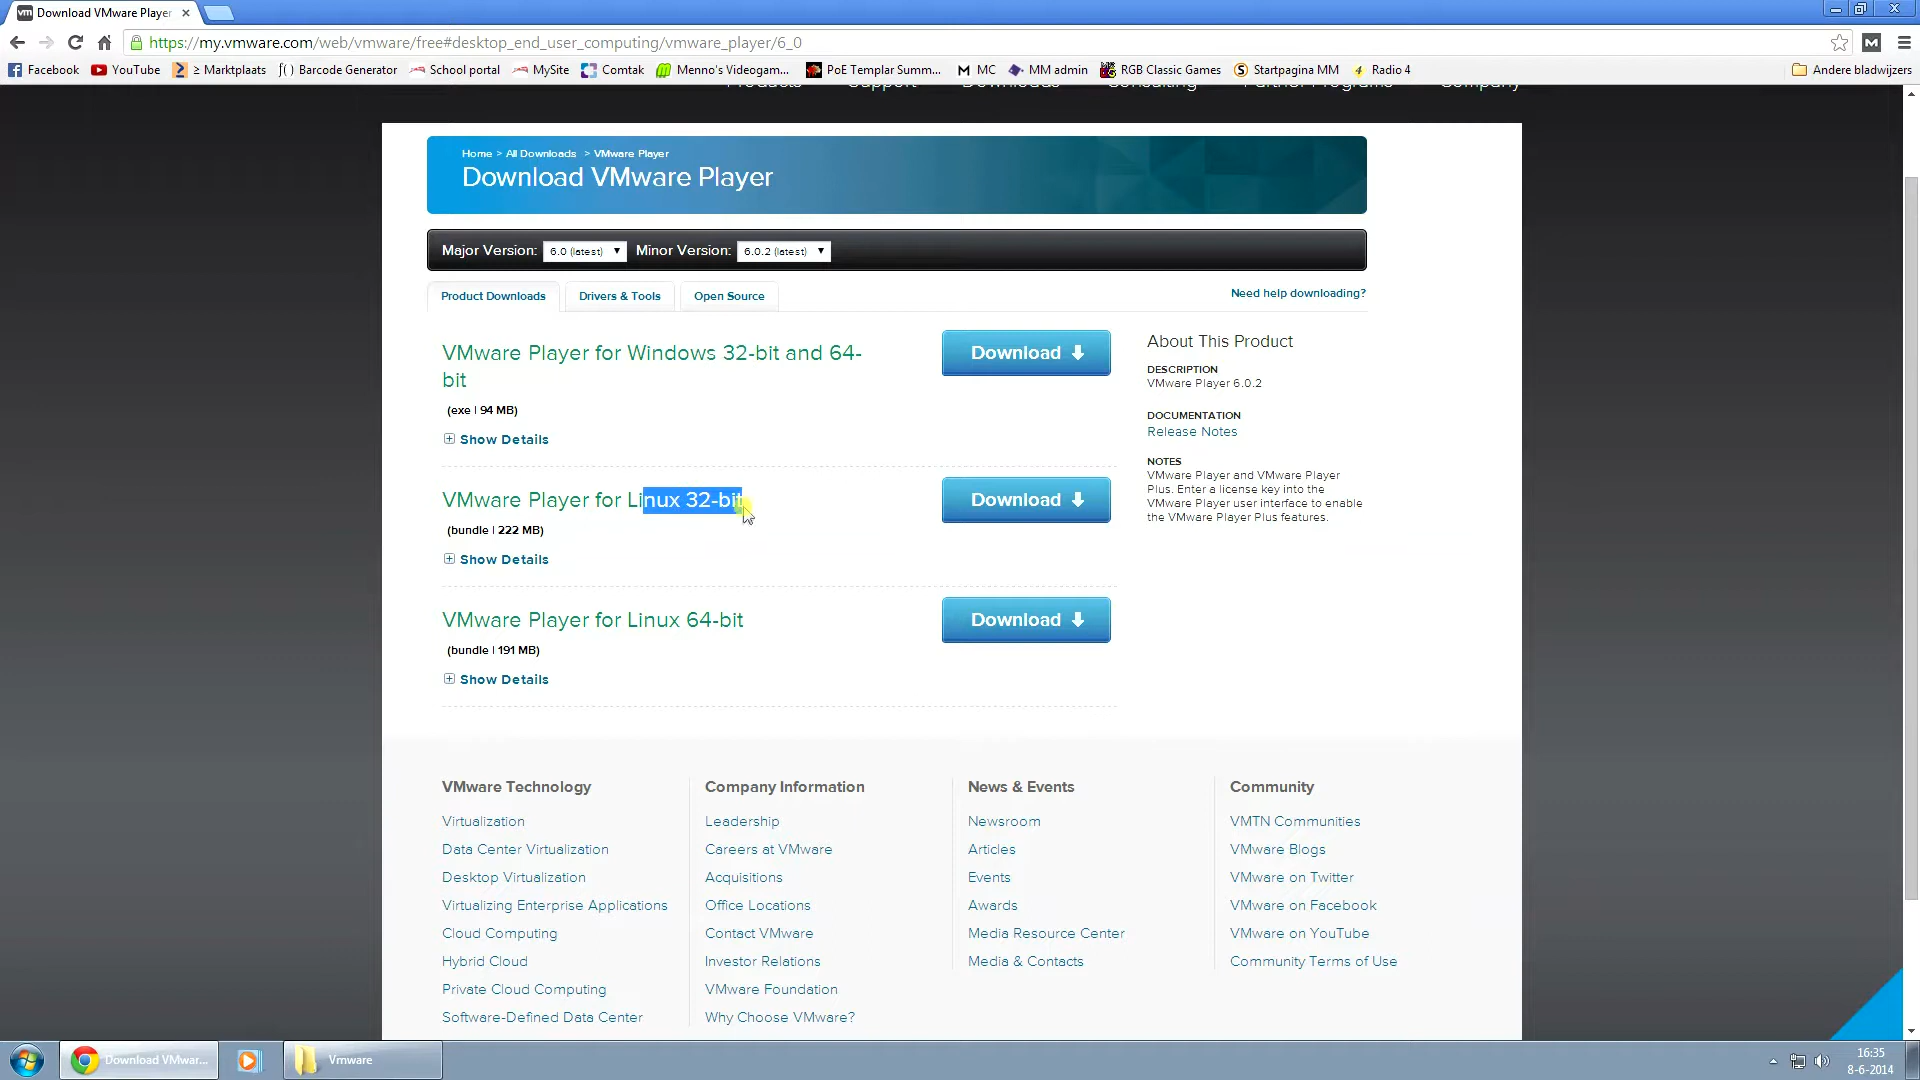 Download VMware Player
https://my.vmware.com/web/vmware/free#desktop_end_user_computing/vmware_player/6_0
Facebook YouTube ≥ Marktplaats Barcode Generator School portal MySite Comtak Menno's Videogam... PoE Templar Summ... MC MM admin RGB Classic Games Startpagina MM Radio 4 Andere bladwijzers
Products Support Downloads Consulting Partner Programs Company
Home > All Downloads > VMware Player
Download VMware Player
Major Version: 6.0 (latest) Minor Version: 6.0.2 (latest)
Product Downloads Drivers & Tools Open Source Need help downloading?
VMware Player for Windows 32-bit and 64-
bit
(exe | 94 MB)
Show Details
Download
VMware Player for Linux 32-bit
(bundle | 222 MB)
Show Details
Download
VMware Player for Linux 64-bit
(bundle | 191 MB)
Show Details
Download
About This Product
DESCRIPTION
VMware Player 6.0.2
DOCUMENTATION
Release Notes
NOTES
VMware Player and VMware Player
Plus. Enter a license key into the
VMware Player user interface to enable
the VMware Player Plus features.
VMware Technology
Virtualization
Data Center Virtualization
Desktop Virtualization
Virtualizing Enterprise Applications
Cloud Computing
Hybrid Cloud
Private Cloud Computing
Software-Defined Data Center
Company Information
Leadership
Careers at VMware
Acquisitions
Office Locations
Contact VMware
Investor Relations
VMware Foundation
Why Choose VMware?
News & Events
Newsroom
Articles
Events
Awards
Media Resource Center
Media & Contacts
Community
VMTN Communities
VMware Blogs
VMware on Twitter
VMware on Facebook
VMware on YouTube
Community Terms of Use
Download VMwar... Vmware
16:35
8-6-2014